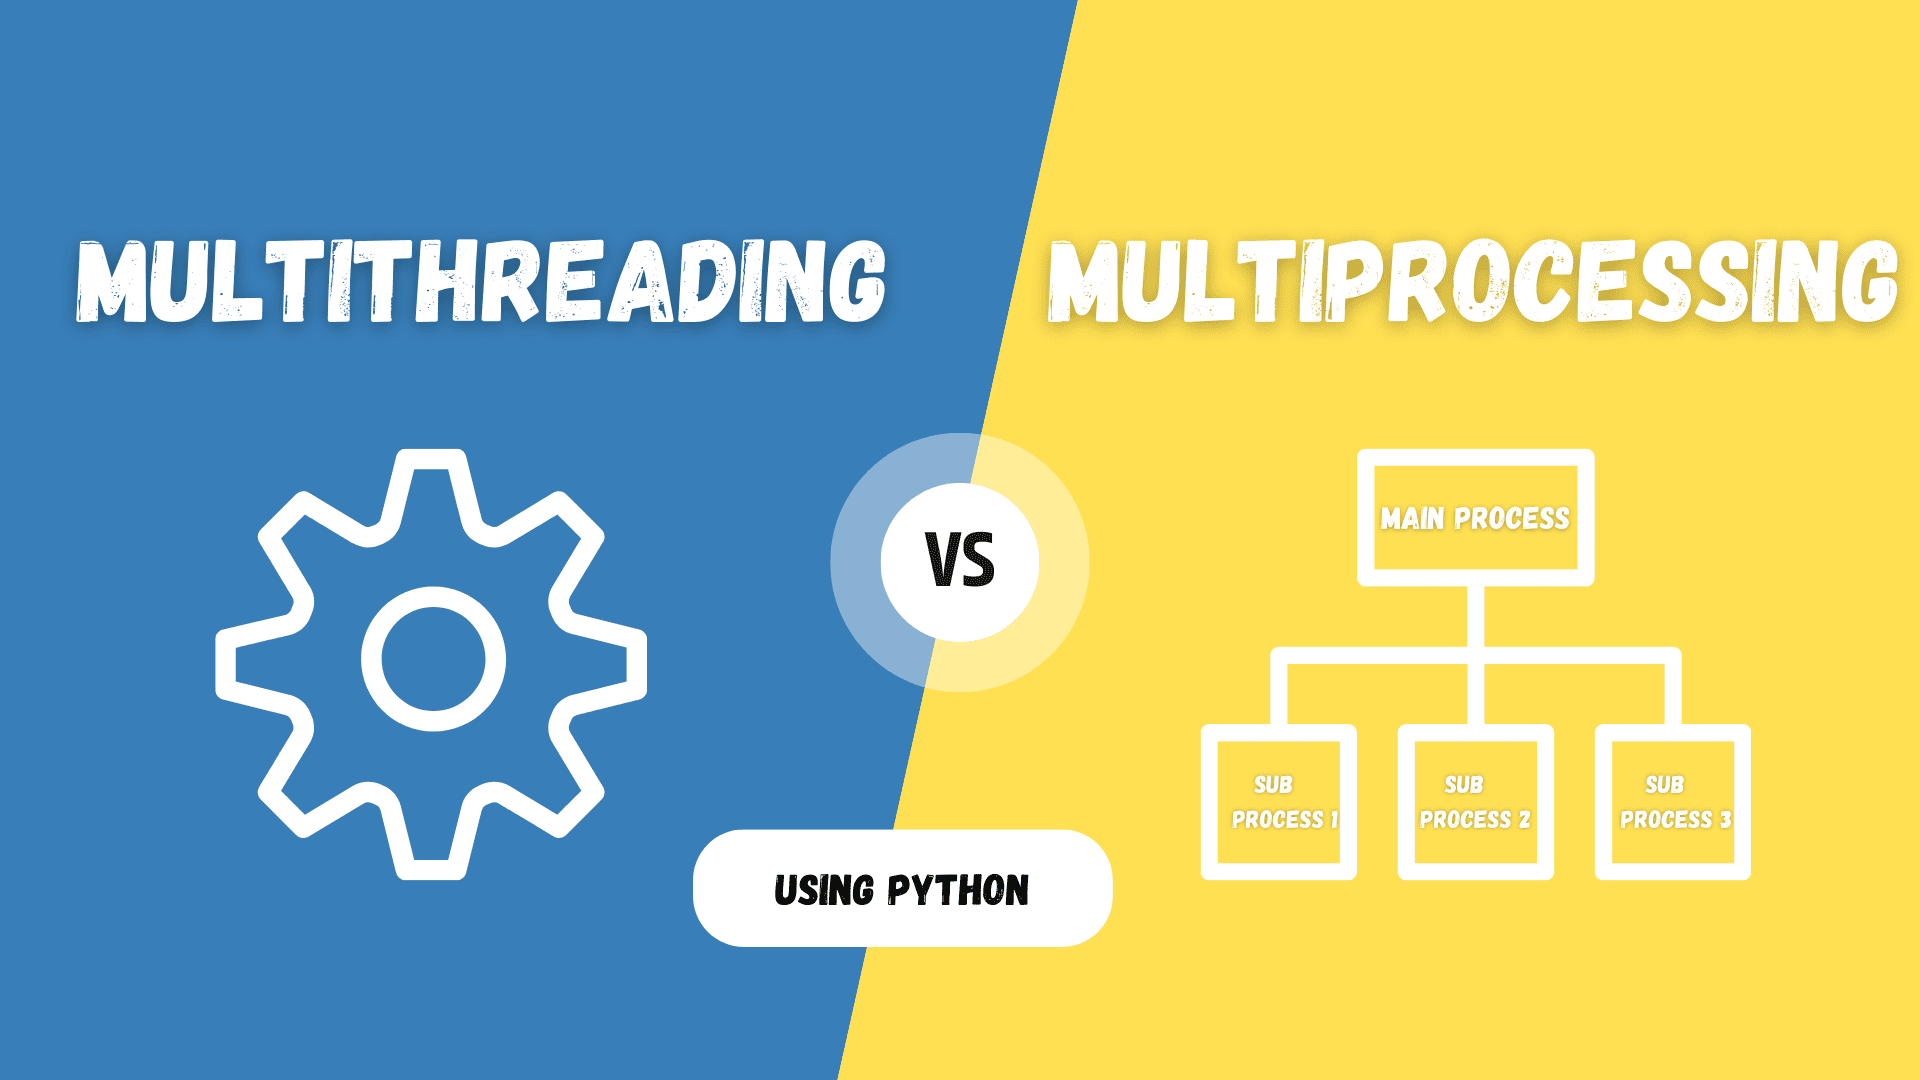 MULTITHREADING
MULTIPROCESSING
VS
MAIN PROCESS
SUB
PROCESS 1
SUB
PROCESS 2
SUB
PROCESS 3
USING PYTHON